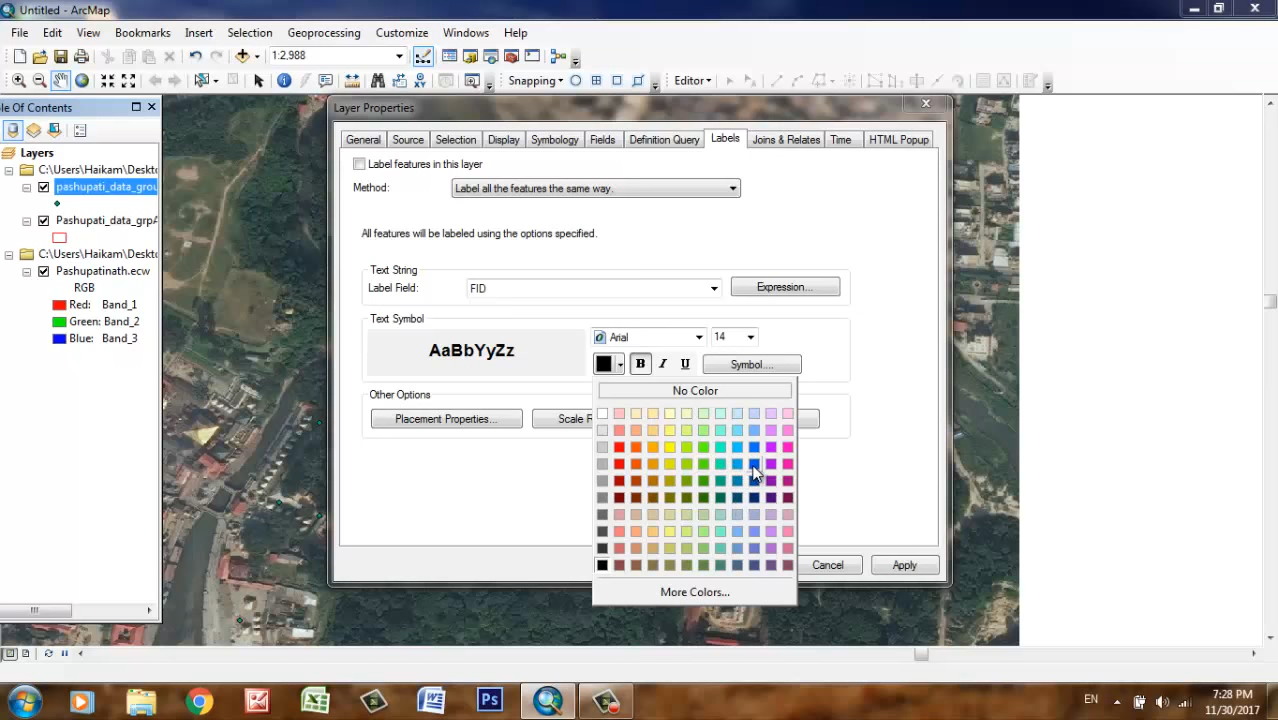 Untitled - ArcMap
File Edit View Bookmarks Insert Selection Geoprocessing Customize Windows Help
1:2,988
Snapping Editor
le Of Contents
Layer Properties
General Source Selection Display Symbology Fields Definition Query Labels Joins & Relates Time HTML Popup
Layers
C:\Users\Haikam\Deskto
pashupati_data_grou
Pashupati_data_grpA
C:\Users\Haikam\Deskto
Pashupatinath.ecw
RGB
Red: Band_1
Green: Band_2
Blue: Band_3
Label features in this layer
Method: Label all the features the same way.
All features will be labeled using the options specified.
Text String
Label Field: FID Expression...
Text Symbol
AaBbYyZz
Arial 14
B I U Symbol...
No Color
Other Options
Placement Properties... Scale R
More Colors...
Cancel Apply
W Ps
EN
7:28 PM
11/30/2017